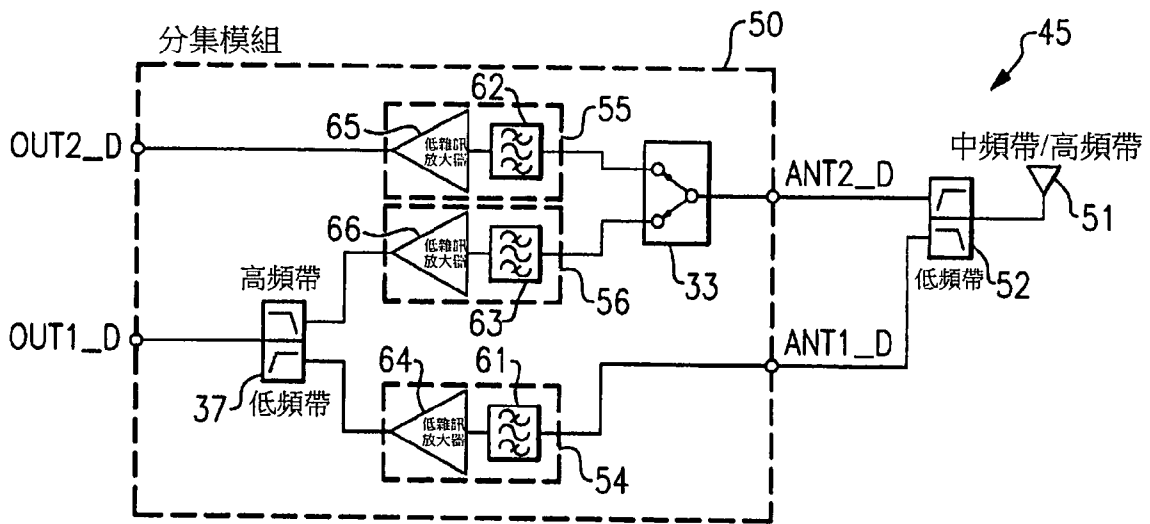 分集模組
50
45
62
55
65
低雜訊
放大器
OUT2_D
ANT2_D
中頻帶/高頻帶
51
66
低雜訊
放大器
33
低頻帶
52
高頻帶
63
56
OUT1_D
ANT1_D
64
61
37
低頻帶
低雜訊
放大器
54